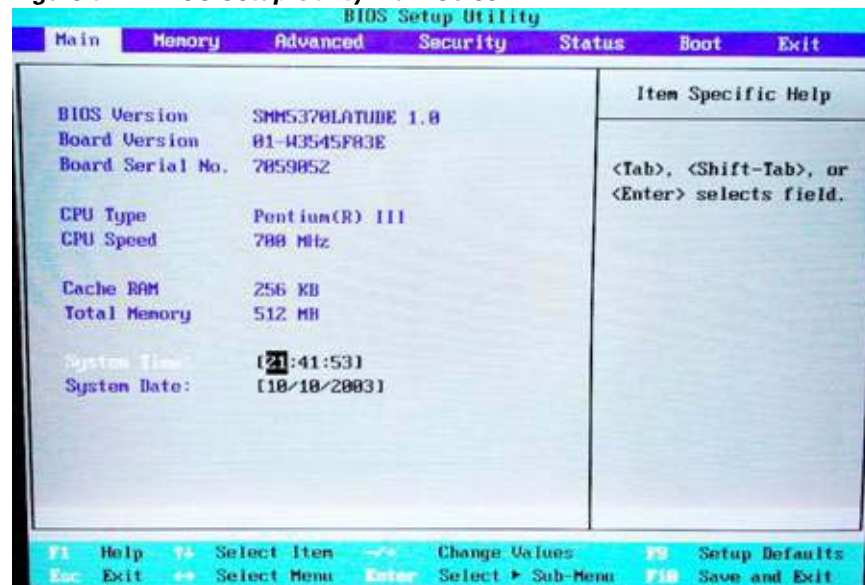 BIOS Setup Utility
Main Memory Advanced Security Status Boot Exit
Item Specific Help
BIOS Version SMM5370LATUDE 1.0
Board Version 01-W3545F03E
Board Serial No. 7059052
<Tab>, <Shift-Tab>, or
<Enter> selects field.
CPU Type Pentium(R) III
CPU Speed 700 MHz
Cache RAM 256 KB
Total Memory 512 MB
System Time: [21:41:53]
System Date: [10/10/2003]
F1 Help ↑↓ Select Item -/+ Change Values F9 Setup Defaults
Esc Exit ↔ Select Menu Enter Select ► Sub-Menu F10 Save and Exit